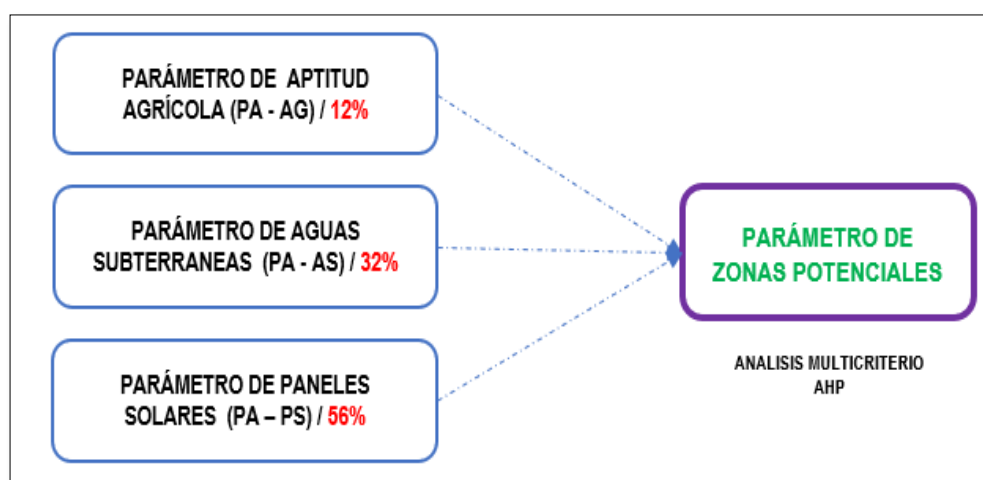 PARÁMETRO DE APTITUD
AGRÍCOLA (PA - AG) / 12%
PARÁMETRO DE AGUAS
SUBTERRANEAS (PA - AS) / 32%
PARÁMETRO DE PANELES
SOLARES (PA – PS) / 56%
PARÁMETRO DE
ZONAS POTENCIALES
ANALISIS MULTICRITERIO
AHP